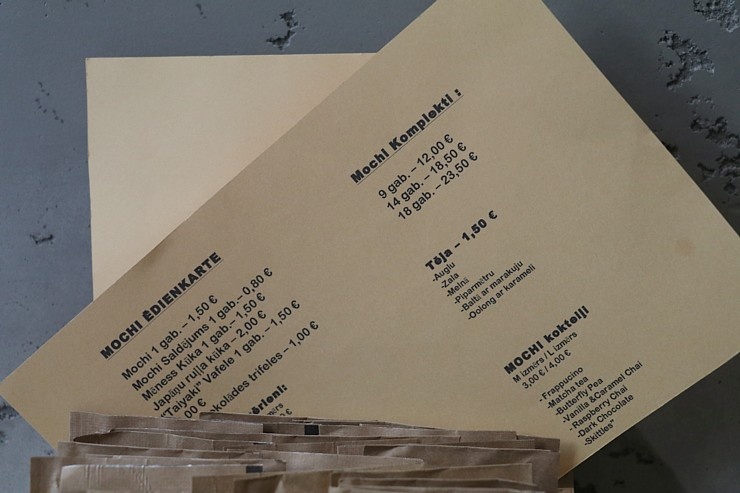 MOCHI ĒDIENKARTE
Mochi 1 gab. – 1,50 €
Mochi Saldējums 1 gab.– 0,80 €
Mēness Kūka 1 gab.– 1,50 €
Japāņu ruļļa kūka – 2,00 €
"Taiyaki" Vafele 1 gab. – 1,50 €
00 €
okolādes trifeles – 1,00 €
ērieni:
Mochi Komplekti :
9 gab. – 12,00 €
14 gab. – 18,50 €
18 gab. – 23,50 €
Tēja – 1,50 €
-Augļu
-Zaļā
-Melnā
-Piparmētru
-Baltā ar marakuju
-Oolong ar karameli
MOCHI kokteiļi
M izmērs / L izmērs
3,00 € / 4,00 €
- Frappucino
-Matcha tea
-Butterfly Pea
-Vanilla &Caramel Chai
- Raspberry Chai
-Dark Chocolate
-Skittles"